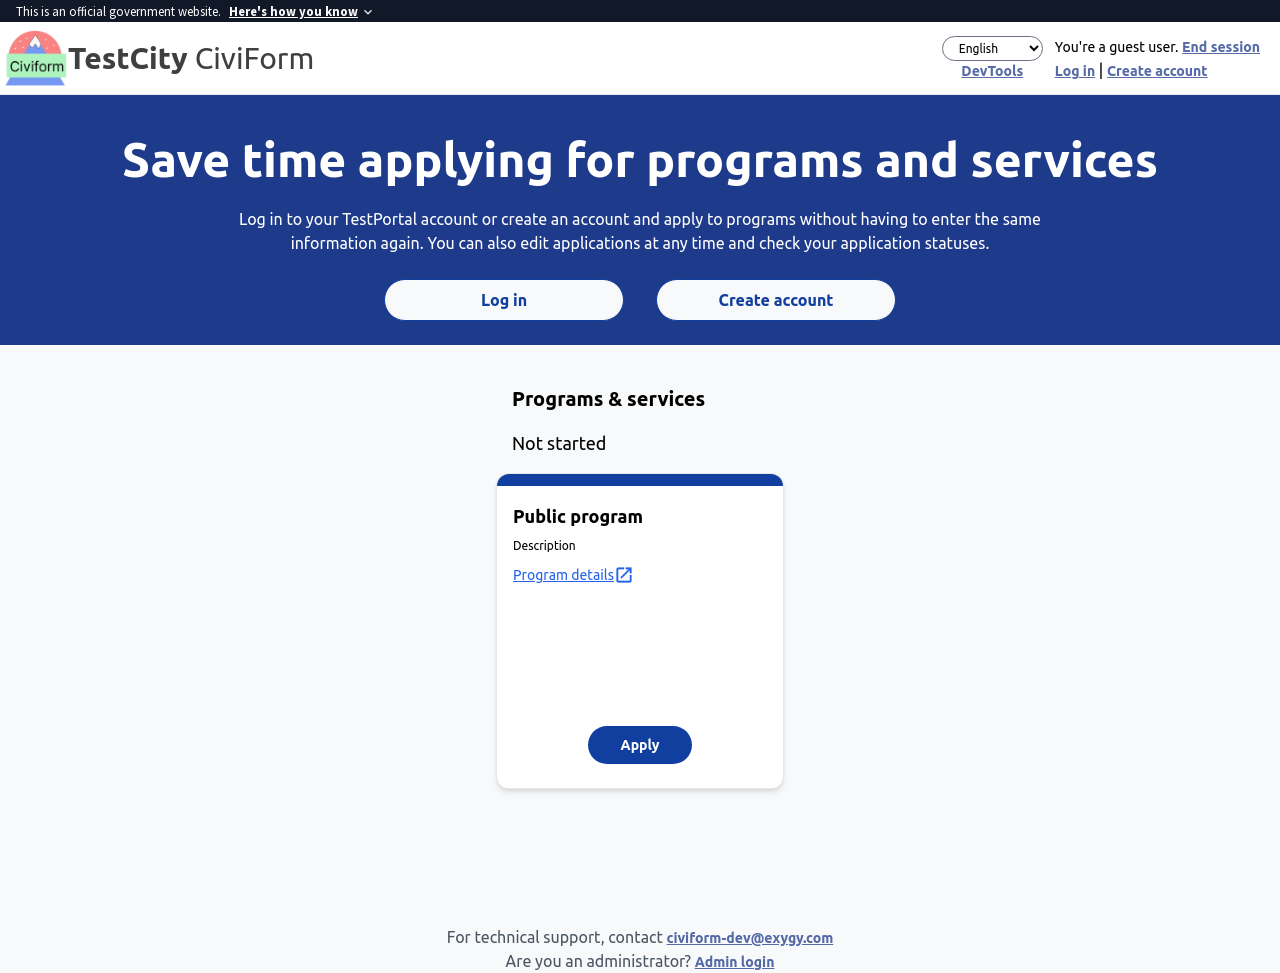 This is an official government website. Here's how you know
Civiform
TestCity CiviForm
English
You're a guest user. End session
DevTools
Log in | Create account
Save time applying for programs and services
Log in to your TestPortal account or create an account and apply to programs without having to enter the same
information again. You can also edit applications at any time and check your application statuses.
Log in
Create account
Programs & services
Not started
Public program
Description
Program details
Apply
For technical support, contact civiform-dev@exygy.com
Are you an administrator? Admin login